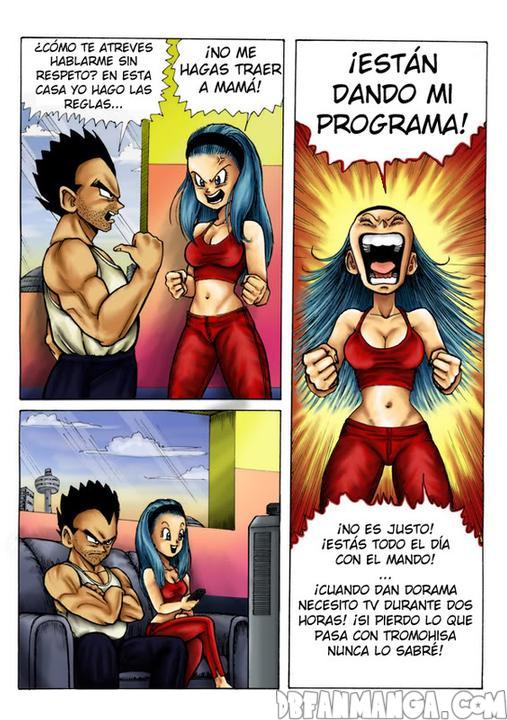 ¿CÓMO TE ATREVES
HABLARME SIN
RESPETO? EN ESTA
CASA YO HAGO LAS
REGLAS...
¡NO ME
HAGAS TRAER
A MAMÁ!
¡ESTÁN
DANDO MI
PROGRAMA!
¡NO ES JUSTO!
¡ESTÁS TODO EL DÍA
CON EL MANDO!
...
¡CUANDO DAN DORAMA
NECESITO TV DURANTE DOS
HORAS! ¡SI PIERDO LO QUE
PASA CON TROMOHISA
NUNCA LO SABRÉ!
DBFANMANGA.COM